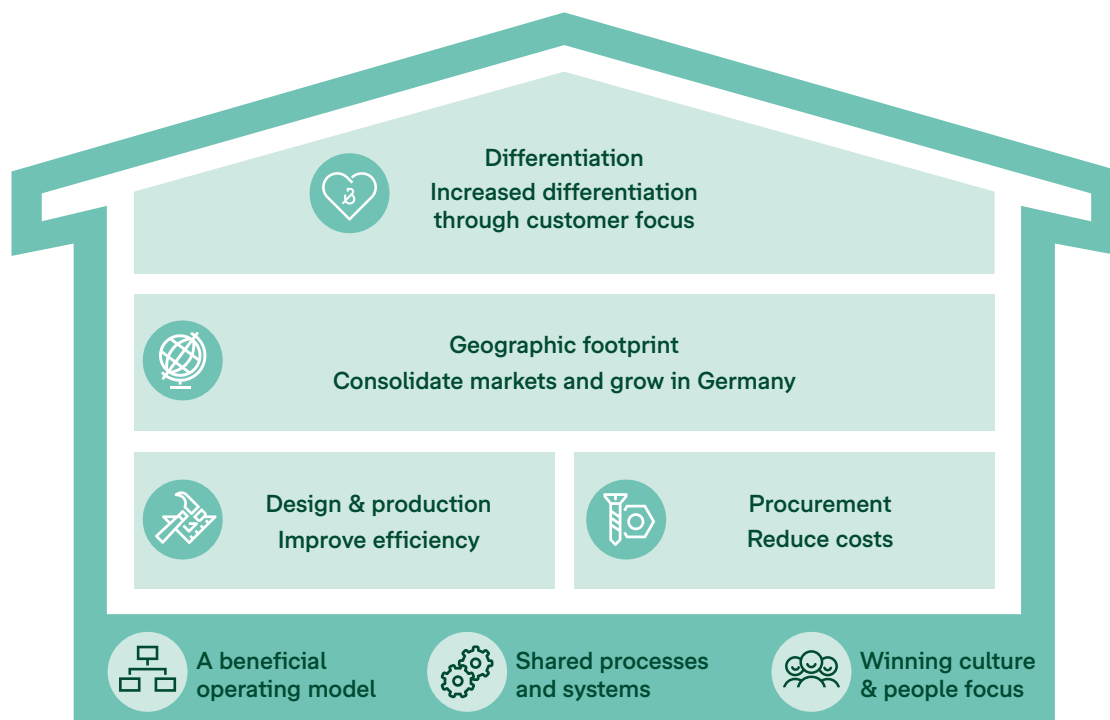 Differentiation
Increased differentiation
through customer focus
Geographic footprint
Consolidate markets and grow in Germany
Design & production
Improve efficiency
Procurement
Reduce costs
A beneficial
operating model
Shared processes
and systems
Winning culture
& people focus